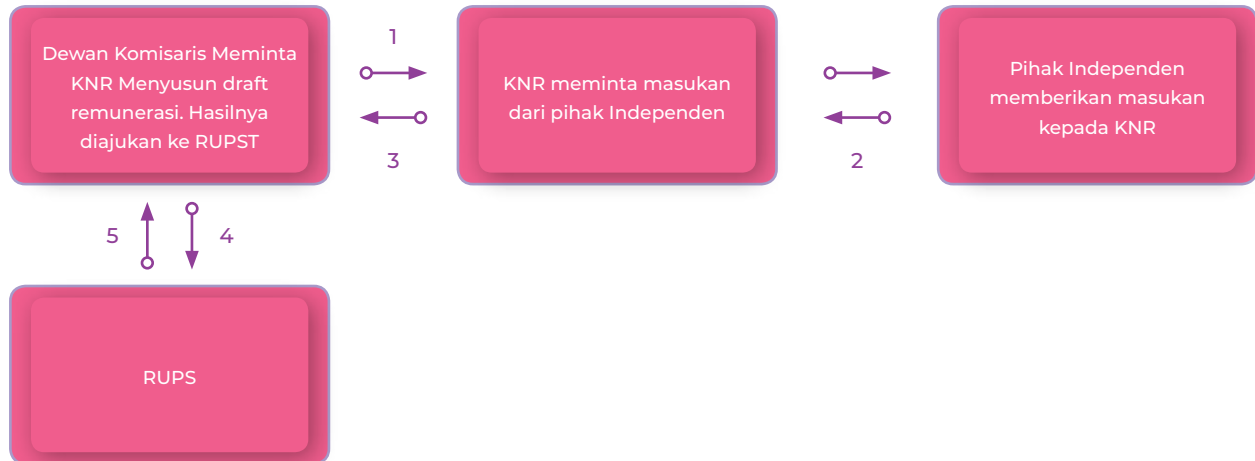 Dewan Komisaris Meminta
KNR Menyusun draft
remunerasi. Hasilnya
diajukan ke RUPST
1
3
KNR meminta masukan
dari pihak Independen
2
Pihak Independen
memberikan masukan
kepada KNR
5
4
RUPS